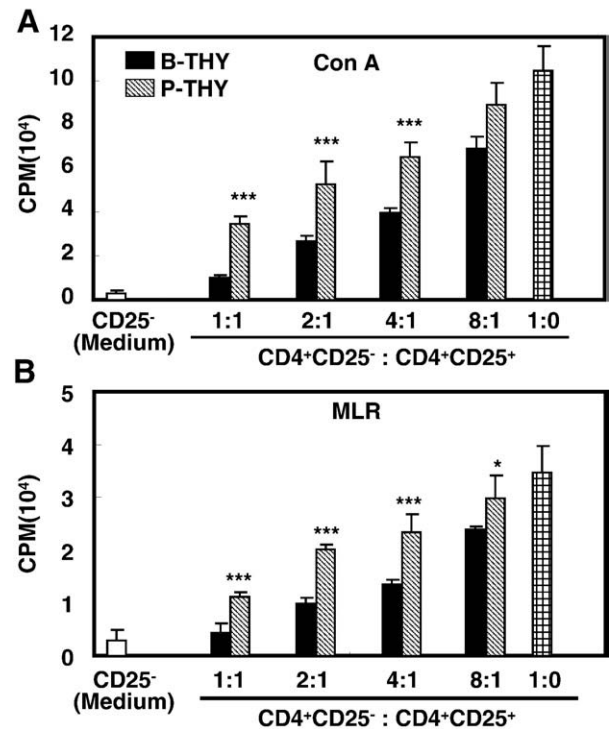 A
12
10
8
6
4
2
0
CPM(10⁴)
B-THY
P-THY
Con A
***
***
***
CD25⁻
(Medium)
1:1 2:1 4:1 8:1 1:0
CD4⁺CD25⁻ : CD4⁺CD25⁺
B
5
4
3
2
1
0
CPM(10⁴)
MLR
***
***
***
*
CD25⁻
(Medium)
1:1 2:1 4:1 8:1 1:0
CD4⁺CD25⁻ : CD4⁺CD25⁺